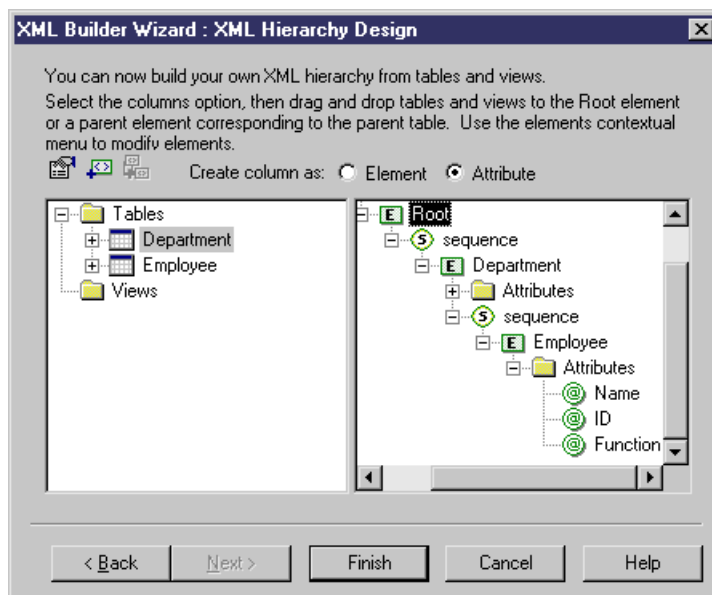 XML Builder Wizard : XML Hierarchy Design
You can now build your own XML hierarchy from tables and views.
Select the columns option, then drag and drop tables and views to the Root element
or a parent element corresponding to the parent table. Use the elements contextual
menu to modify elements.
Create column as: Element Attribute
Tables
Department
Employee
Views
E Root
S sequence
E Department
Attributes
S sequence
E Employee
Attributes
@ Name
@ ID
@ Function
< Back Next > Finish Cancel Help